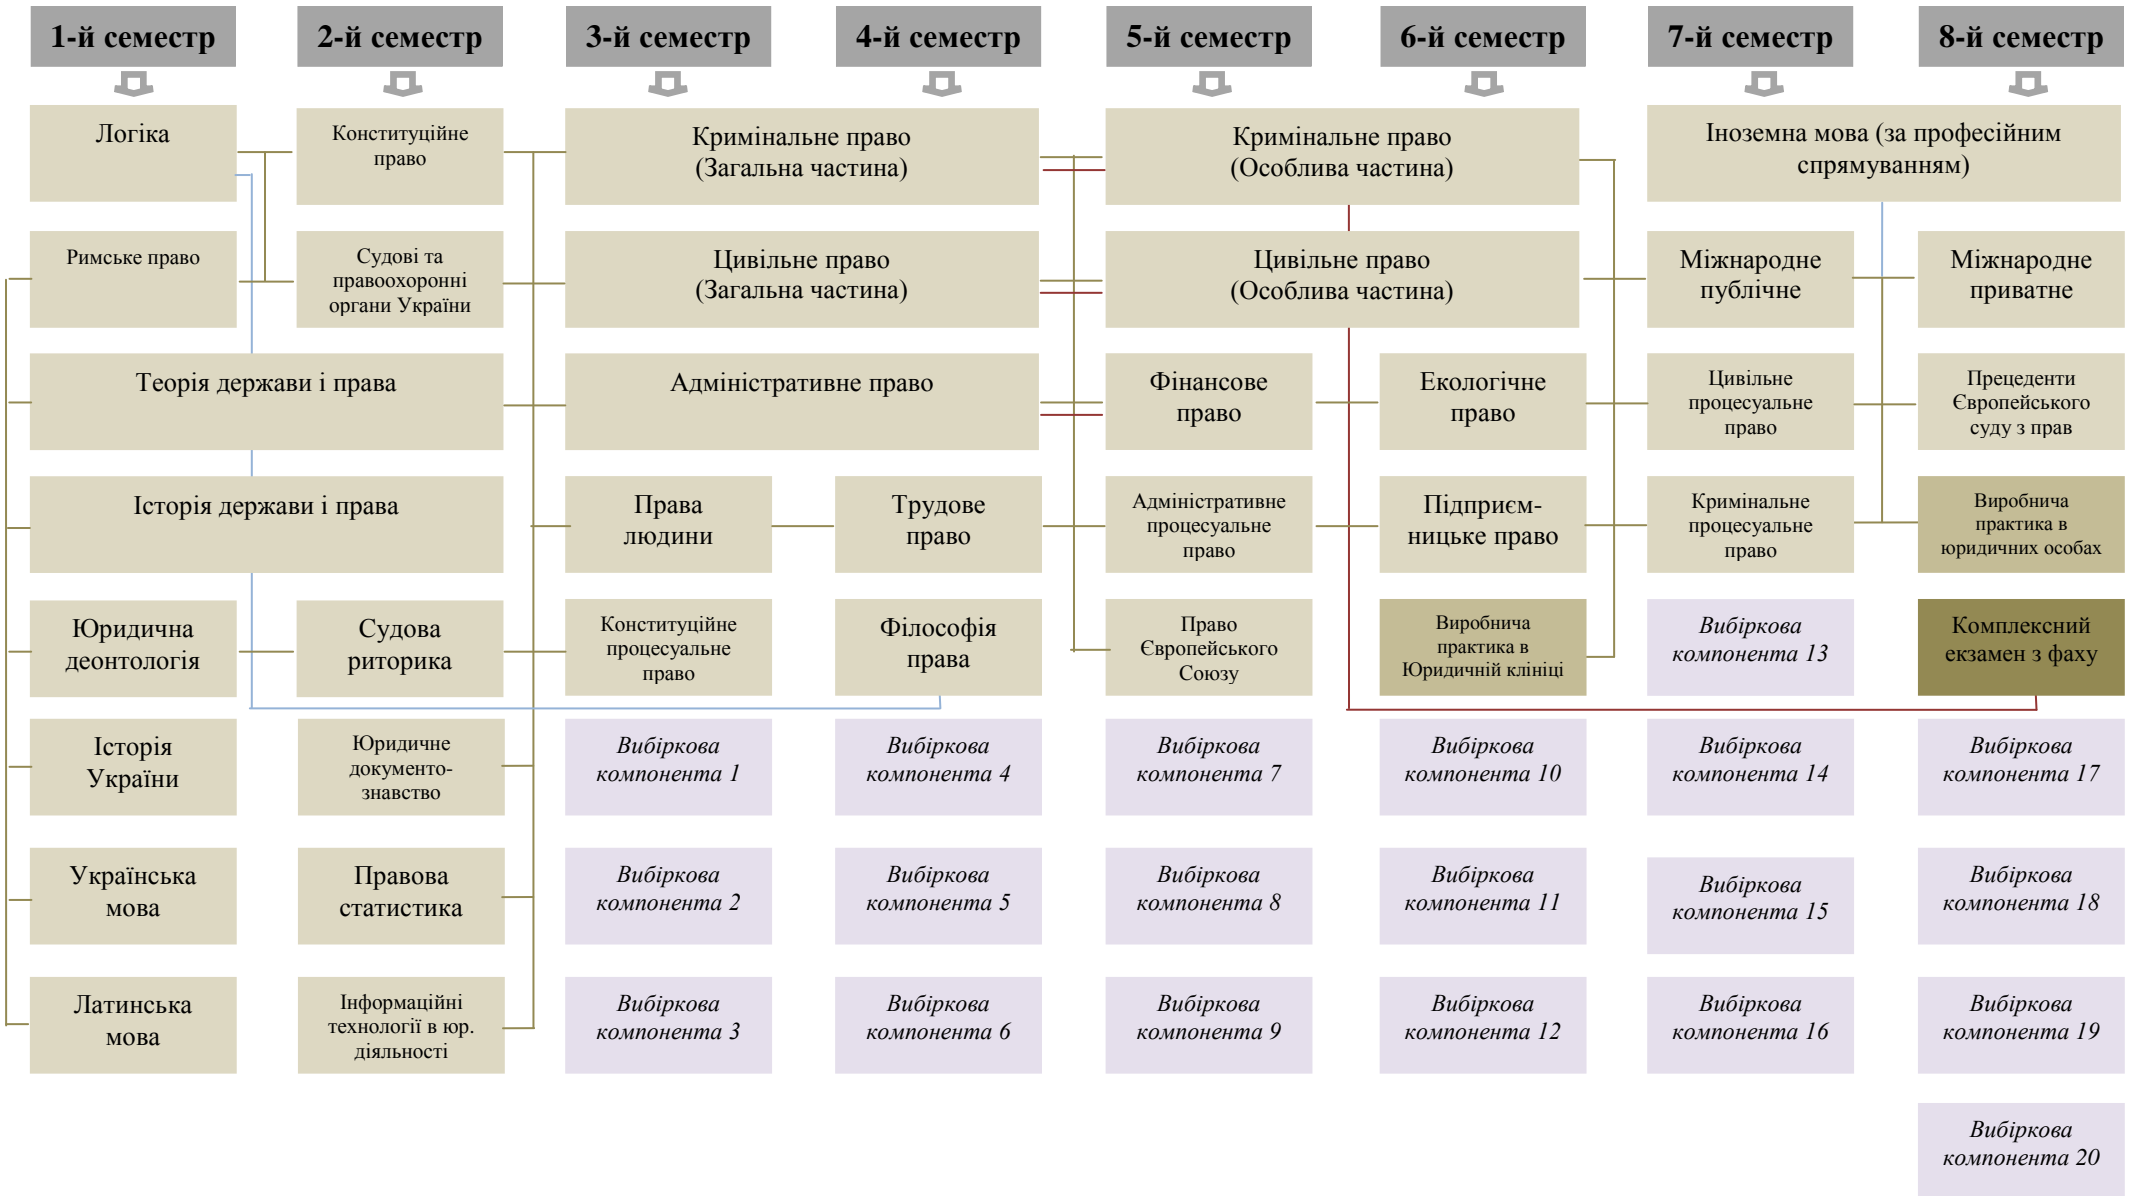 1-й семестр
2-й семестр
3-й семестр
4-й семестр
5-й семестр
6-й семестр
7-й семестр
8-й семестр
Логіка
Конституційне
право
Кримінальне право
(Загальна частина)
Кримінальне право
(Особлива частина)
Іноземна мова (за професійним
спрямуванням)
Римське право
Судові та
правоохоронні
органи України
Цивільне право
(Загальна частина)
Цивільне право
(Особлива частина)
Міжнародне
публічне
Міжнародне
приватне
Теорія держави і права
Адміністративне право
Фінансове
право
Екологічне
право
Цивільне
процесуальне
право
Прецеденти
Європейського
суду з прав
Історія держави і права
Права
людини
Трудове
право
Адміністративне
процесуальне
право
Підприєм-
ницьке право
Кримінальне
процесуальне
право
Виробнича
практика в
юридичних особах
Юридична
деонтологія
Судова
риторика
Конституційне
процесуальне
право
Філософія
права
Право
Європейського
Союзу
Виробнича
практика в
Юридичній клініці
Вибіркова
компонента 13
Комплексний
екзамен з фаху
Історія
України
Юридичне
документо-
знавство
Вибіркова
компонента 1
Вибіркова
компонента 4
Вибіркова
компонента 7
Вибіркова
компонента 10
Вибіркова
компонента 14
Вибіркова
компонента 17
Українська
мова
Правова
статистика
Вибіркова
компонента 2
Вибіркова
компонента 5
Вибіркова
компонента 8
Вибіркова
компонента 11
Вибіркова
компонента 15
Вибіркова
компонента 18
Латинська
мова
Інформаційні
технології в юр.
діяльності
Вибіркова
компонента 3
Вибіркова
компонента 6
Вибіркова
компонента 9
Вибіркова
компонента 12
Вибіркова
компонента 16
Вибіркова
компонента 19
Вибіркова
компонента 20